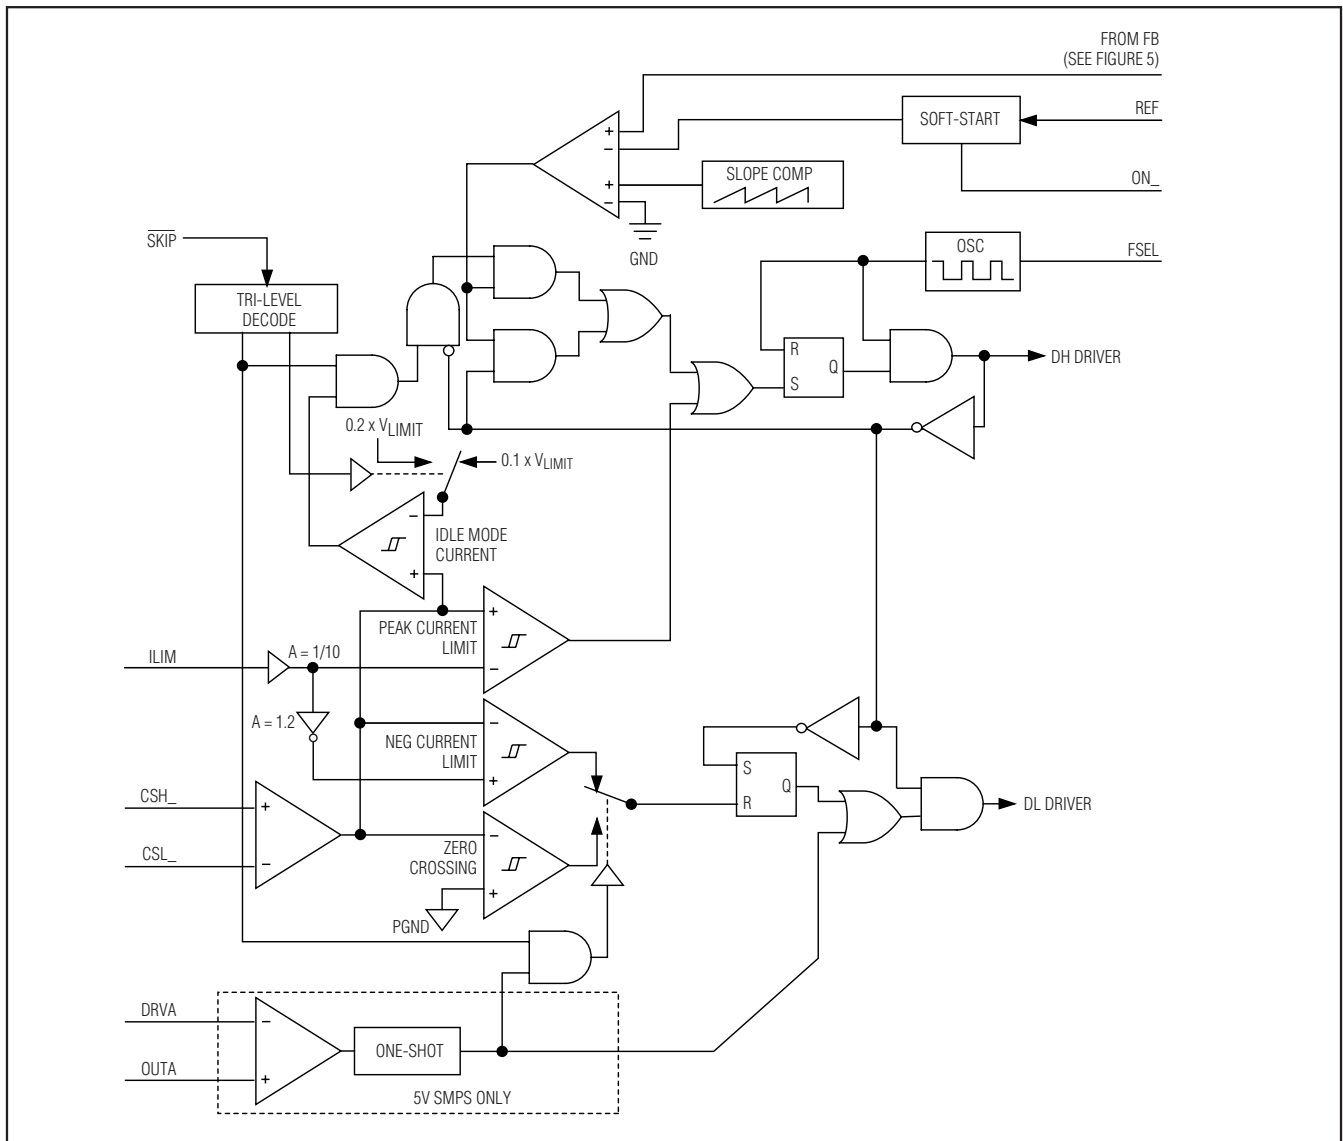 FROM FB
(SEE FIGURE 5)
REF
SOFT-START
+
−
SLOPE COMP
+
−
ON_
SKIP
GND
OSC
FSEL
TRI-LEVEL
DECODE
R
Q
S
DH DRIVER
0.2 x VLIMIT
0.1 x VLIMIT
−
IDLE MODE
CURRENT
+
+
PEAK CURRENT
LIMIT
−
ILIM
A = 1/10
A = 1.2
−
NEG CURRENT
LIMIT
+
S
Q
R
CSH_
+
DL DRIVER
−
ZERO
CROSSING
CSL_
−
+
PGND
DRVA
−
ONE-SHOT
OUTA
+
5V SMPS ONLY